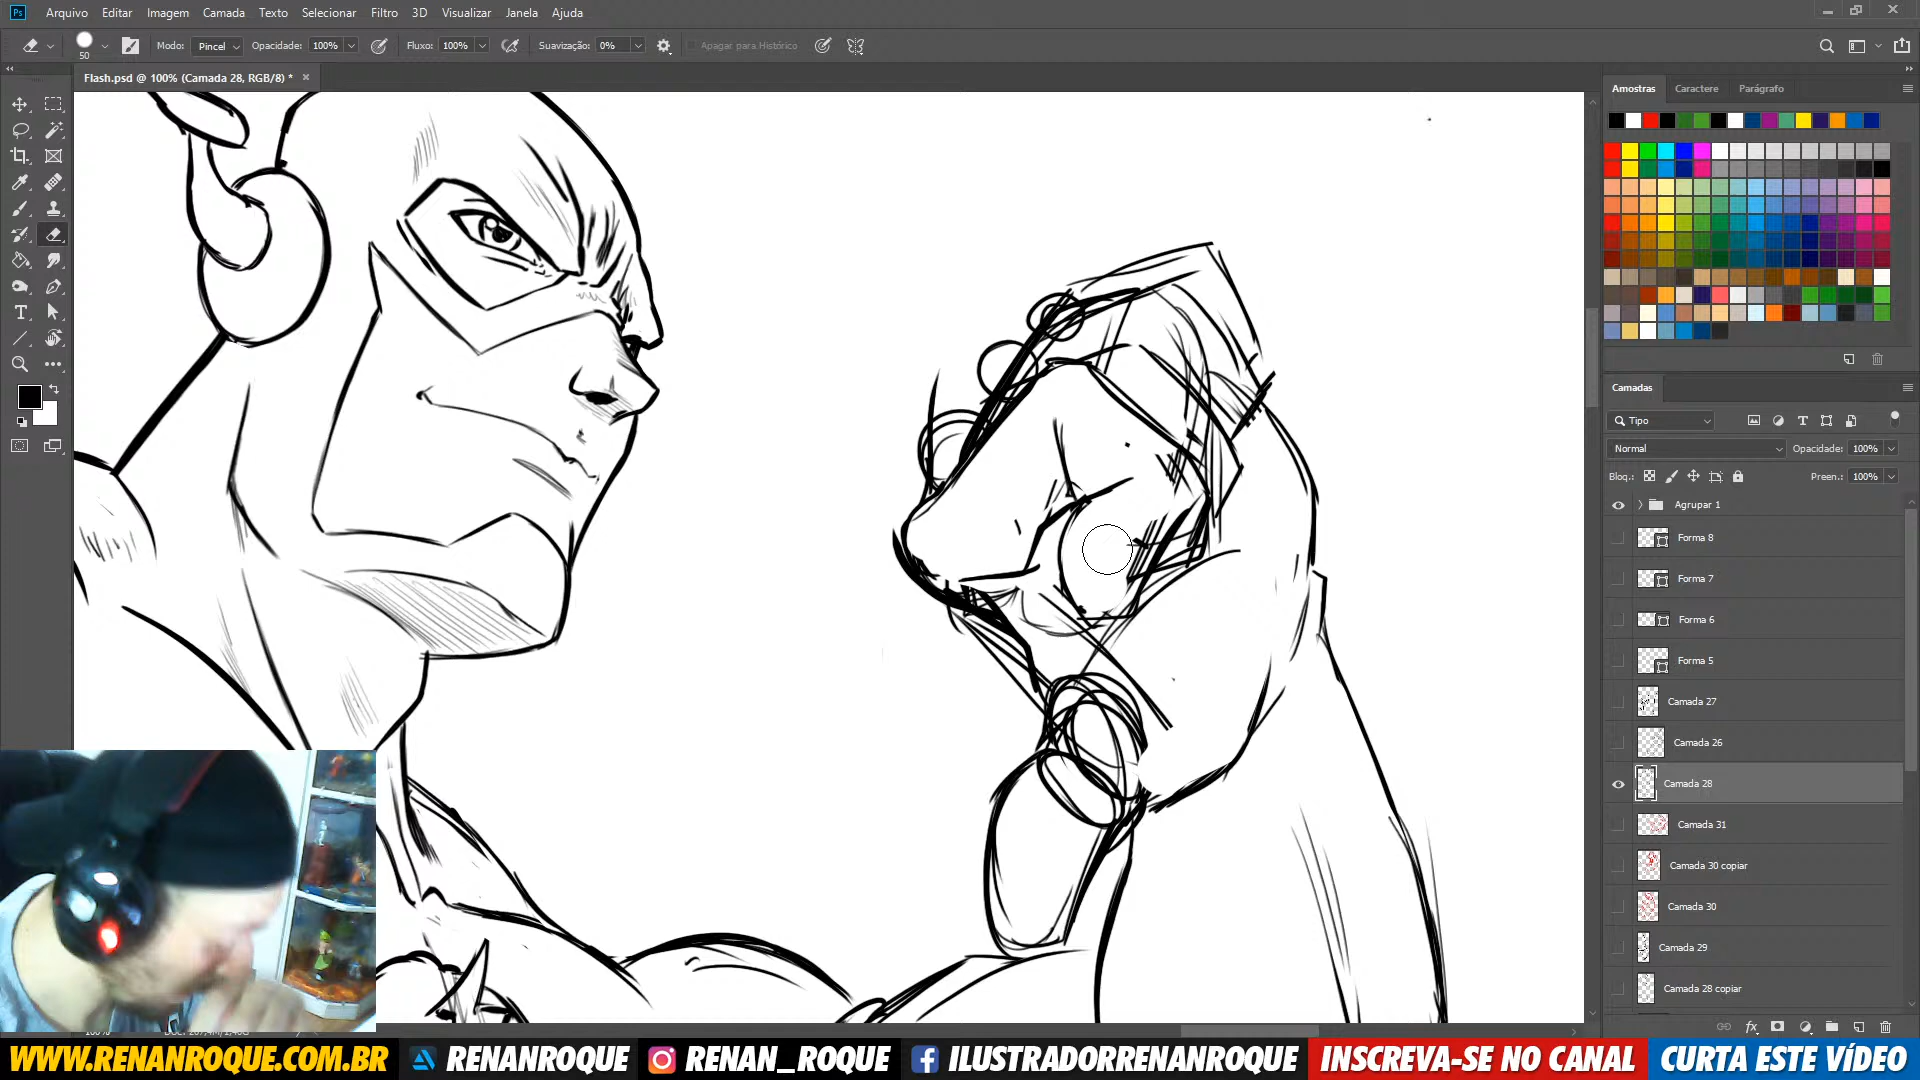 Ps Arquivo Editar Imagem Camada Texto Selecionar Filtro 3D Visualizar Janela Ajuda
50 Modo: Pincel Opacidade: 100% Fluxo: 100% Suavização: 0% Apagar para Histórico
Flash.psd @ 100% (Camada 28, RGB/8) *
Amostras Caractere Parágrafo
Camadas
Tipo
Normal Opacidade: 100%
Bloq.: Preen.: 100%
Agrupar 1
Forma 8
Forma 7
Forma 6
Forma 5
Camada 27
Camada 26
Camada 28
Camada 31
Camada 30 copiar
Camada 30
Camada 29
Camada 28 copiar
WWW.RENANROQUE.COM.BR RENANROQUE RENAN__ROQUE ILUSTRADORRENANROQUE INSCREVA-SE NO CANAL CURTA ESTE VÍDEO